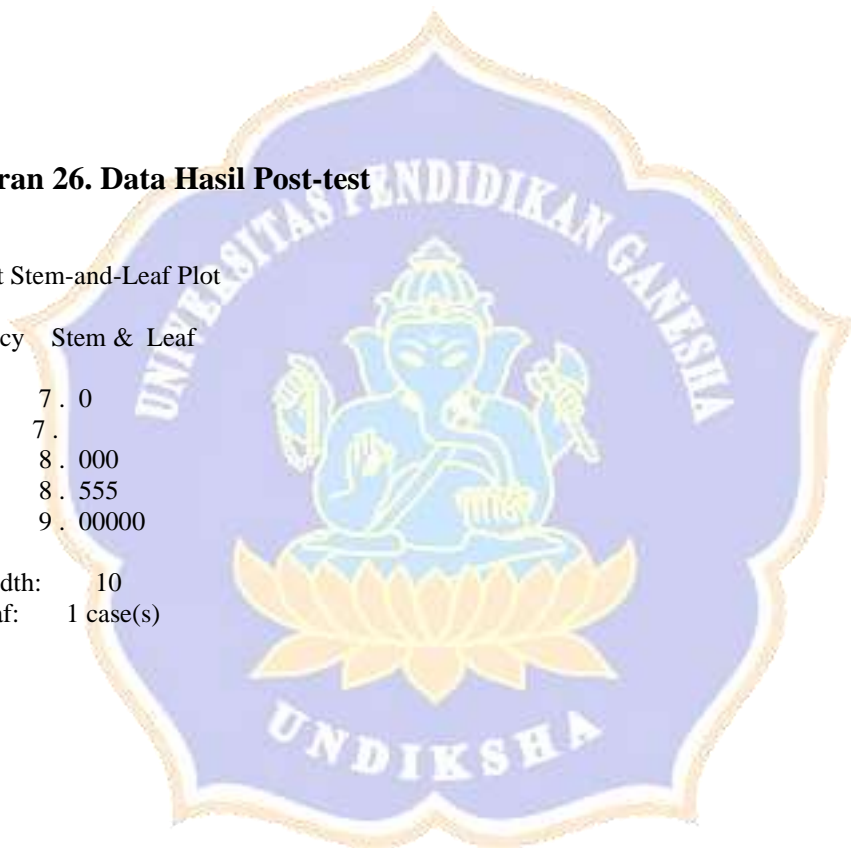 ran 26. Data Hasil Post-test
t Stem-and-Leaf Plot
cy Stem & Leaf
7 . 0
7 .
8 . 000
8 . 555
9 . 00000
dth: 10
af: 1 case(s)
UNIVERSITAS PENDIDIKAN GANESHA
UNDIKSHA